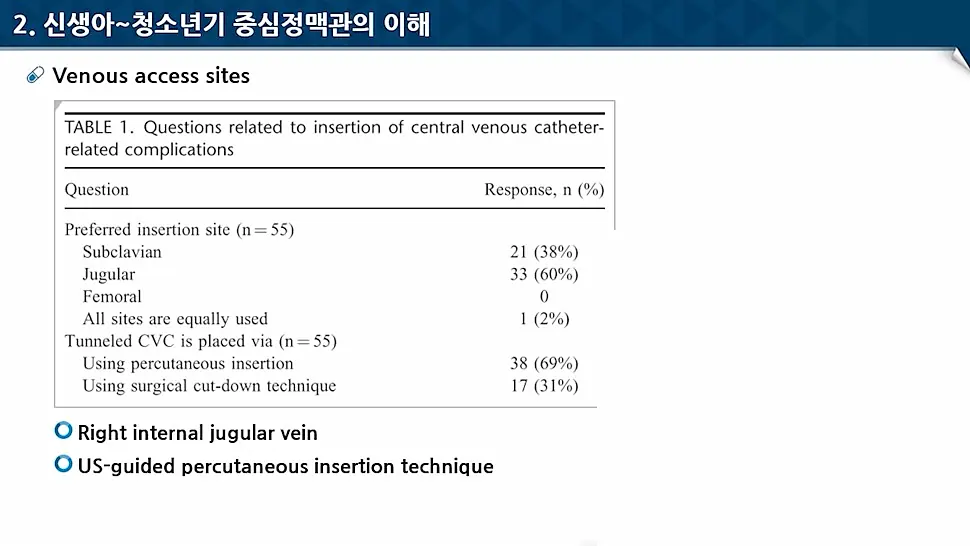 2. 신생아~청소년기 중심정맥관의 이해
Venous access sites
TABLE 1. Questions related to insertion of central venous catheter-
related complications
Question Response, n (%)
Preferred insertion site (n = 55)
Subclavian 21 (38%)
Jugular 33 (60%)
Femoral 0
All sites are equally used 1 (2%)
Tunneled CVC is placed via (n = 55)
Using percutaneous insertion 38 (69%)
Using surgical cut-down technique 17 (31%)
Right internal jugular vein
US-guided percutaneous insertion technique